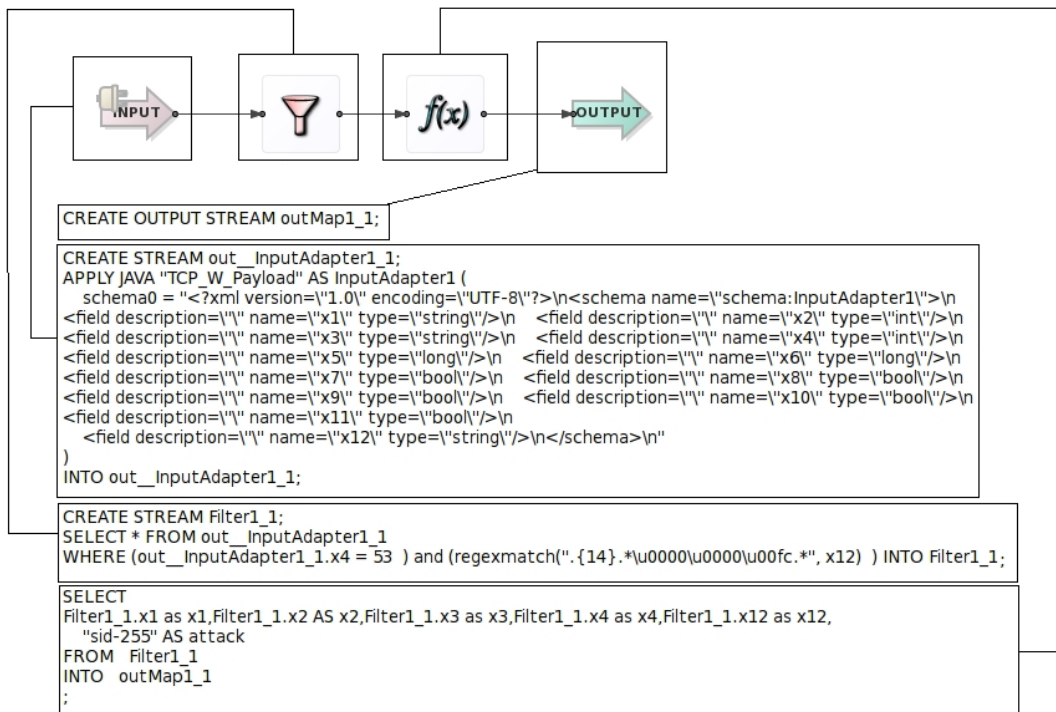 INPUT
f(x)
OUTPUT
CREATE OUTPUT STREAM outMap1_1;
CREATE STREAM out__InputAdapter1_1;
APPLY JAVA "TCP_W_Payload" AS InputAdapter1 (
schema0 = "<?xml version=\"1.0\" encoding=\"UTF-8\"?>\n<schema name=\"schema:InputAdapter1\">\n
<field description=\"\" name=\"x1\" type=\"string\"/>\n <field description=\"\" name=\"x2\" type=\"int\"/>\n
<field description=\"\" name=\"x3\" type=\"string\"/>\n <field description=\"\" name=\"x4\" type=\"int\"/>\n
<field description=\"\" name=\"x5\" type=\"long\"/>\n <field description=\"\" name=\"x6\" type=\"long\"/>\n
<field description=\"\" name=\"x7\" type=\"bool\"/>\n <field description=\"\" name=\"x8\" type=\"bool\"/>\n
<field description=\"\" name=\"x9\" type=\"bool\"/>\n <field description=\"\" name=\"x10\" type=\"bool\"/>\n
<field description=\"\" name=\"x11\" type=\"bool\"/>\n
<field description=\"\" name=\"x12\" type=\"string\"/>\n</schema>\n"
)
INTO out__InputAdapter1_1;
CREATE STREAM Filter1_1;
SELECT * FROM out__InputAdapter1_1
WHERE (out__InputAdapter1_1.x4 = 53 ) and (regexmatch(".{14}.*\u0000\u0000\u00fc.*", x12) ) INTO Filter1_1;
SELECT
Filter1_1.x1 as x1,Filter1_1.x2 AS x2,Filter1_1.x3 as x3,Filter1_1.x4 as x4,Filter1_1.x12 as x12,
"sid-255" AS attack
FROM Filter1_1
INTO outMap1_1
;